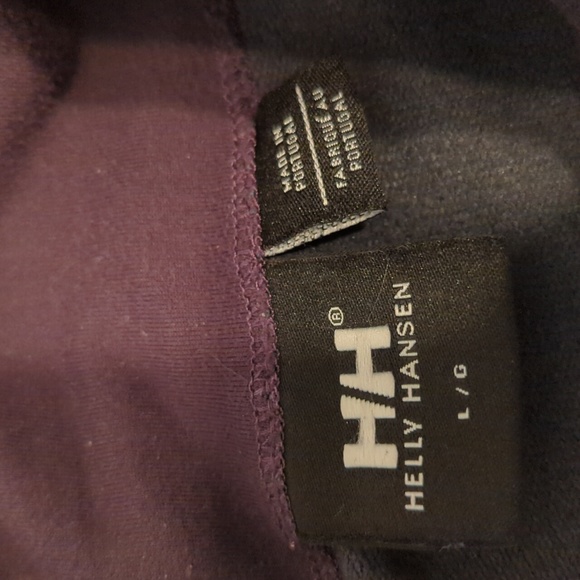 MADE IN
PORTUGAL
FABRIQUÉ AU
PORTUGAL
HH®
HELLY HANSEN
L / G